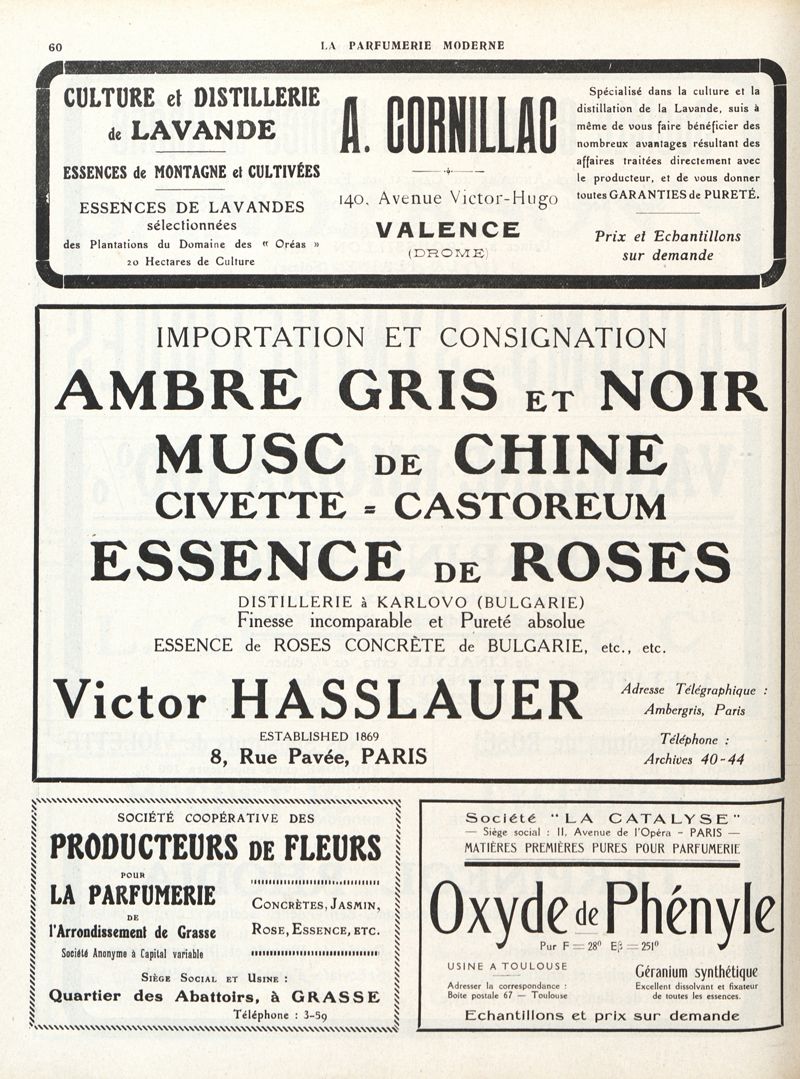 60
LA PARFUMERIE MODERNE
CULTURE et DISTILLERIE
de LAVANDE
ESSENCES de MONTAGNE et CULTIVÉES
ESSENCES DE LAVANDES
sélectionnées
des Plantations du Domaine des « Oréas »
20 Hectares de Culture
A. CORNILLAC
140, Avenue Victor-Hugo
VALENCE
(DROME)
Spécialisé dans la culture et la
distillation de la Lavande, suis à
même de vous faire bénéficier des
nombreux avantages résultant des
affaires traitées directement avec
le producteur, et de vous donner
toutes GARANTIES de PURETÉ.
Prix et Echantillons
sur demande
IMPORTATION ET CONSIGNATION
AMBRE GRIS ET NOIR
MUSC DE CHINE
CIVETTE = CASTOREUM
ESSENCE DE ROSES
DISTILLERIE à KARLOVO (BULGARIE)
Finesse incomparable et Pureté absolue
ESSENCE de ROSES CONCRÈTE de BULGARIE, etc., etc.
Victor HASSLAUER
ESTABLISHED 1869
8, Rue Pavée, PARIS
Adresse Télégraphique :
Ambergris, Paris
Téléphone :
Archives 40-44
SOCIÉTÉ COOPÉRATIVE DES
PRODUCTEURS DE FLEURS
POUR
LA PARFUMERIE
DE
l'Arrondissement de Grasse
Société Anonyme à Capital variable
CONCRÈTES, JASMIN,
ROSE, ESSENCE, ETC.
SIÈGE SOCIAL ET USINE :
Quartier des Abattoirs, à GRASSE
Téléphone : 3-59
Société "LA CATALYSE"
— Siège social : 11, Avenue de l'Opéra - PARIS —
MATIÈRES PREMIÈRES PURES POUR PARFUMERIE
Oxyde de Phényle
Pur F = 28° Eβ = 251°
USINE A TOULOUSE
Adresser la correspondance :
Boite postale 67 — Toulouse
Géranium synthétique
Excellent dissolvant et fixateur
de toutes les essences.
Echantillons et prix sur demande